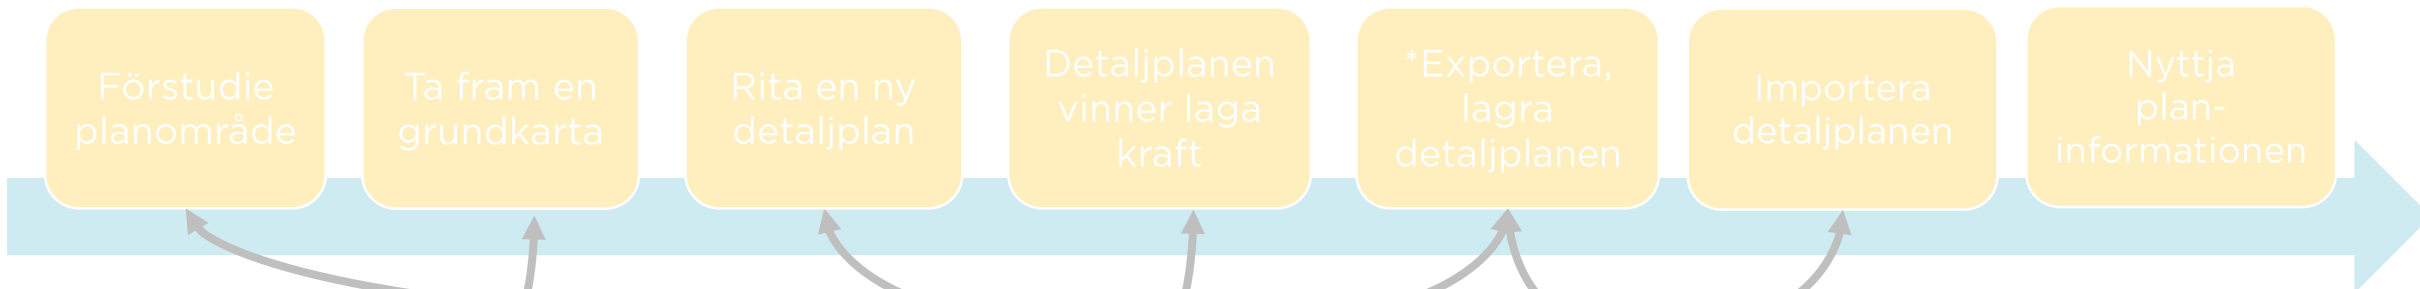 Förstudie
planområde
Ta fram en
grundkarta
Rita en ny
detaljplan
Detaljplanen
vinner laga
kraft
*Exportera,
lagra
detaljplanen
Importera
detaljplanen
Nyttja
plan-
informationen